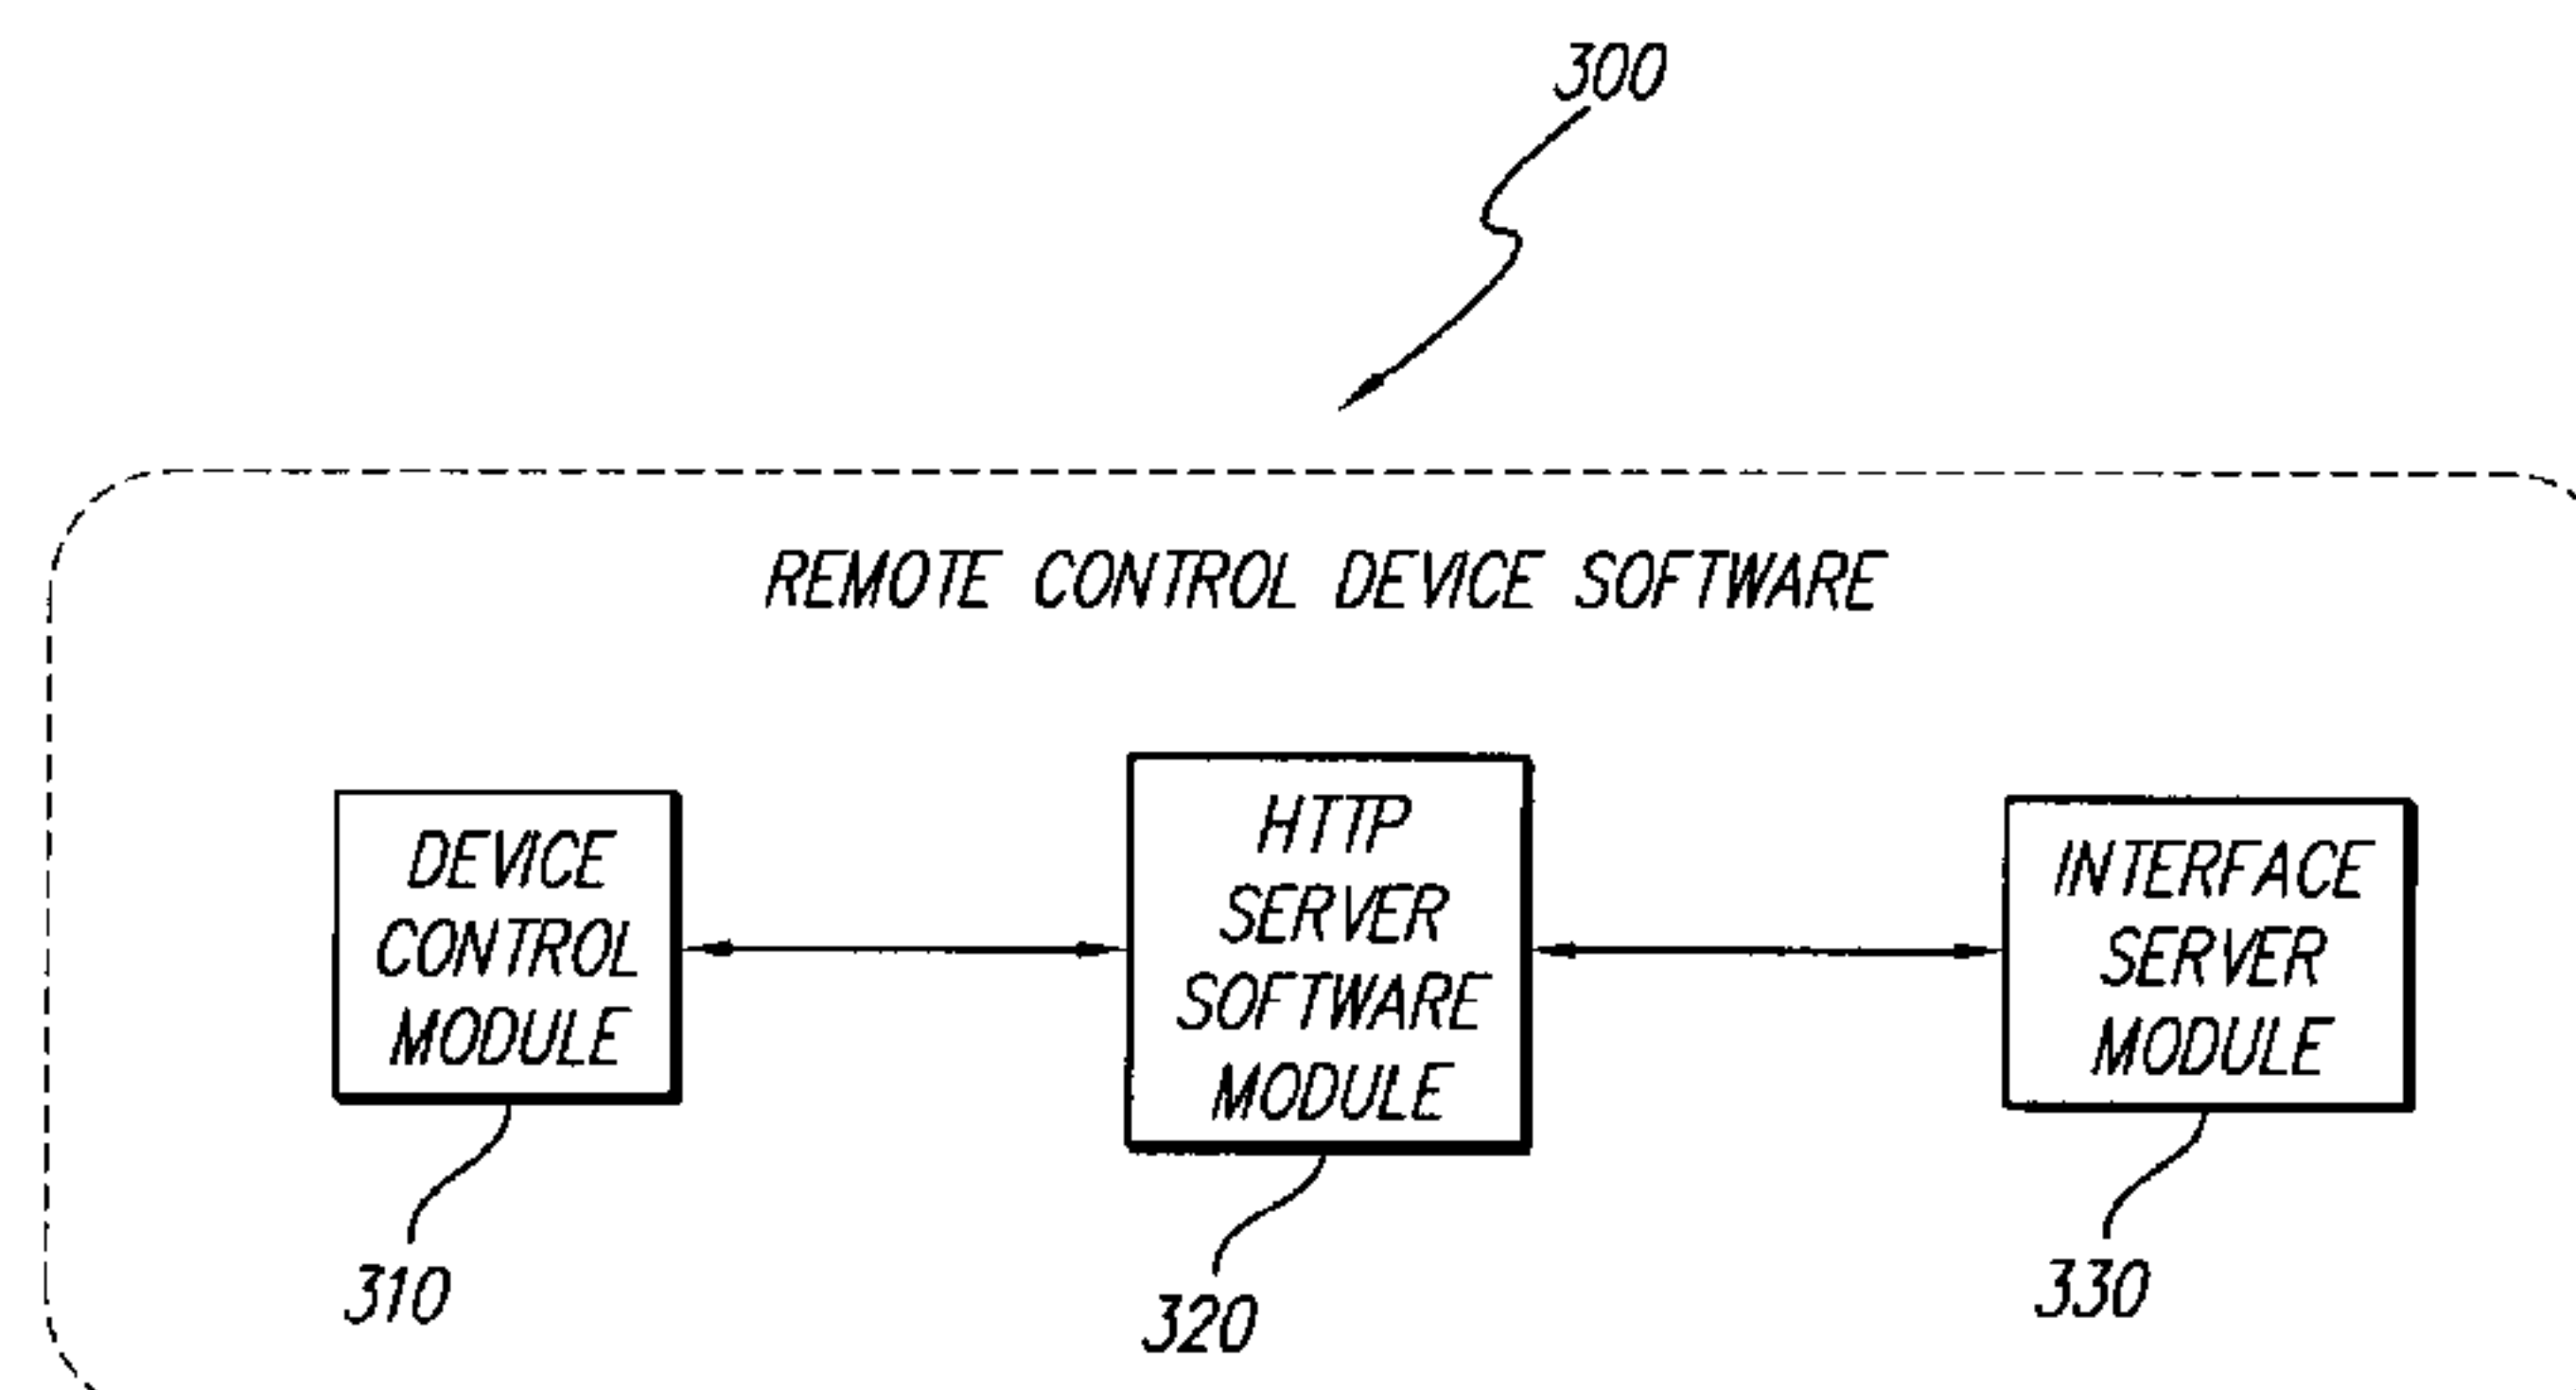 300
REMOTE CONTROL DEVICE SOFTWARE
DEVICE
CONTROL
MODULE
HTTP
SERVER
SOFTWARE
MODULE
INTERFACE
SERVER
MODULE
310
320
330